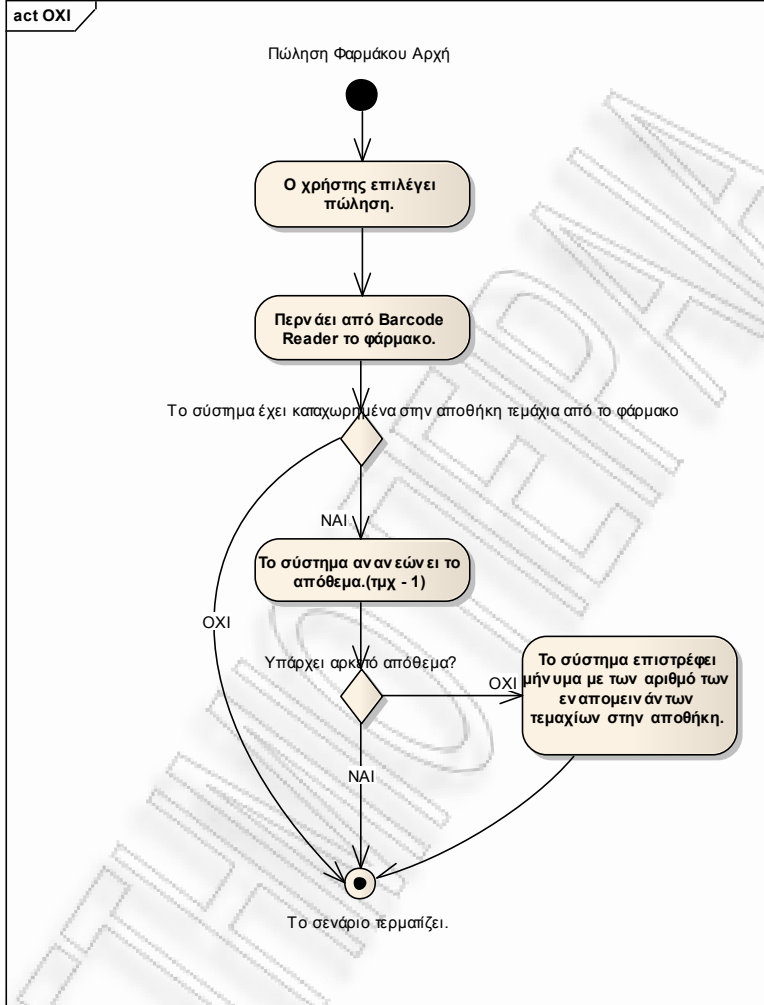 act ΟΧΙ
Πώληση Φαρμάκου Αρχή
Ο χρήστης επιλέγει
πώληση.
Περνάει από Barcode
Reader το φάρμακο.
Το σύστημα έχει καταχωρημένα στην αποθήκη τεμάχια από το φάρμακο
ΝΑΙ
Το σύστημα ανανεώνει το
απόθεμα.(τμχ - 1)
ΟΧΙ
Υπάρχει αρκετό απόθεμα?
ΟΧΙ
Το σύστημα επιστρέφει
μήνυμα με των αριθμό των
εναπομεινάντων
τεμαχίων στην αποθήκη.
ΝΑΙ
Το σενάριο τερματίζει.